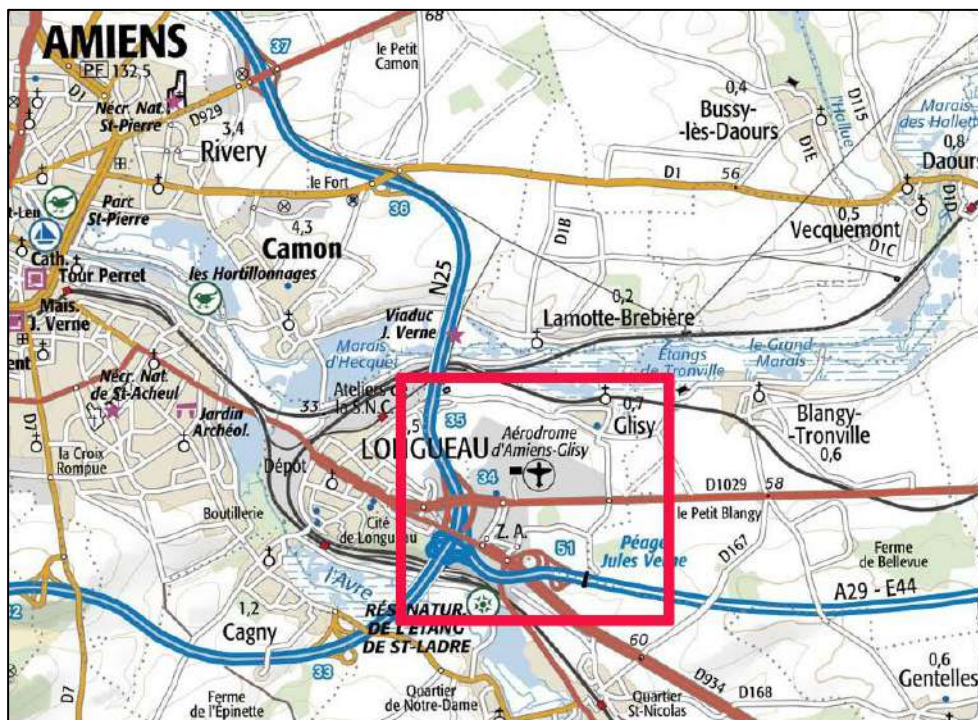 AMIENS
PF 132,5
37
68
le Petit
Camon
D1
Nécr. Nat.
St-Pierre
D929
3,4
Rivery
0,4
Bussy-
-lès-Daours
l'Hallue
D115
D1E
Marais
des Hallett
0,8
Daours
D1D
le Fort
36
D1
56
Parc
St-Pierre
t-Leu
4,3
Camon
N25
D1B
0,5
Vecquemont
D1C
Cath.
Tour Perret
Mais.
J. Verne
les Hortillonnages
Viaduc
J. Verne
0,2
Lamotte-Brebière
Marais
d'Hecquet
Étangs
de Tronville
le Grand
Marais
ent
Nécr. Nat.
de St-Acheul
33
Ateliers
la S.N.C.
35
0,7
Glisy
Blangy-
-Tronville
0,6
D7
Jardin
Archéol.
,5
LONGUEAU
Aérodrome
d'Amiens-Glisy
la Croix
Rompue
Dépôt
34
58
D1029
le Petit Blangy
Boutillerie
Cité
de Longueau
Z. A.
51
Péage
Jules Verne
D167
Ferme
de Bellevue
l'Avre
A29 - E44
1,2
Cagny
RÉS. NATUR.
DE L'ÉTANG
DE ST-LADRE
33
60
D7
D934
D168
0,6
Gentelles
Ferme
de l'Épinette
Quartier
de Notre-Dame
Quartier
St-Nicolas